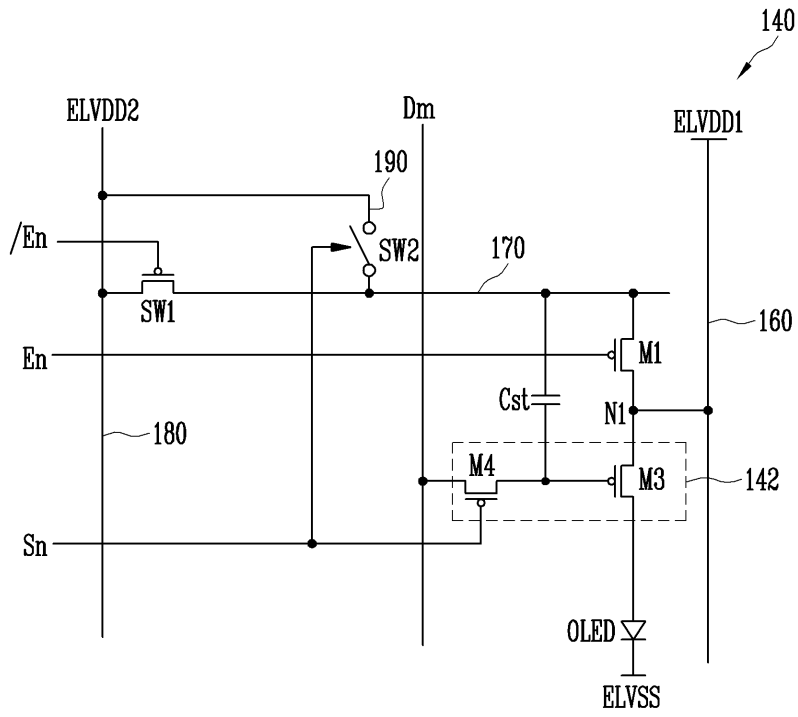 140
ELVDD2
Dm
ELVDD1
190
/En
SW2
170
SW1
160
En
M1
Cst
N1
180
M4
M3
142
Sn
OLED
ELVSS